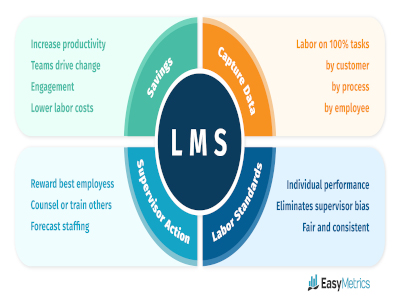 Increase productivity
Teams drive change
Engagement
Lower labor costs
Savings
Capture Data
Labor on 100% tasks
by customer
by process
by employee
LMS
Reward best employess
Counsel or train others
Forecast staffing
Supervisor Action
Labor Standards
Individual performance
Eliminates supervisor bias
Fair and consistent
EasyMetrics